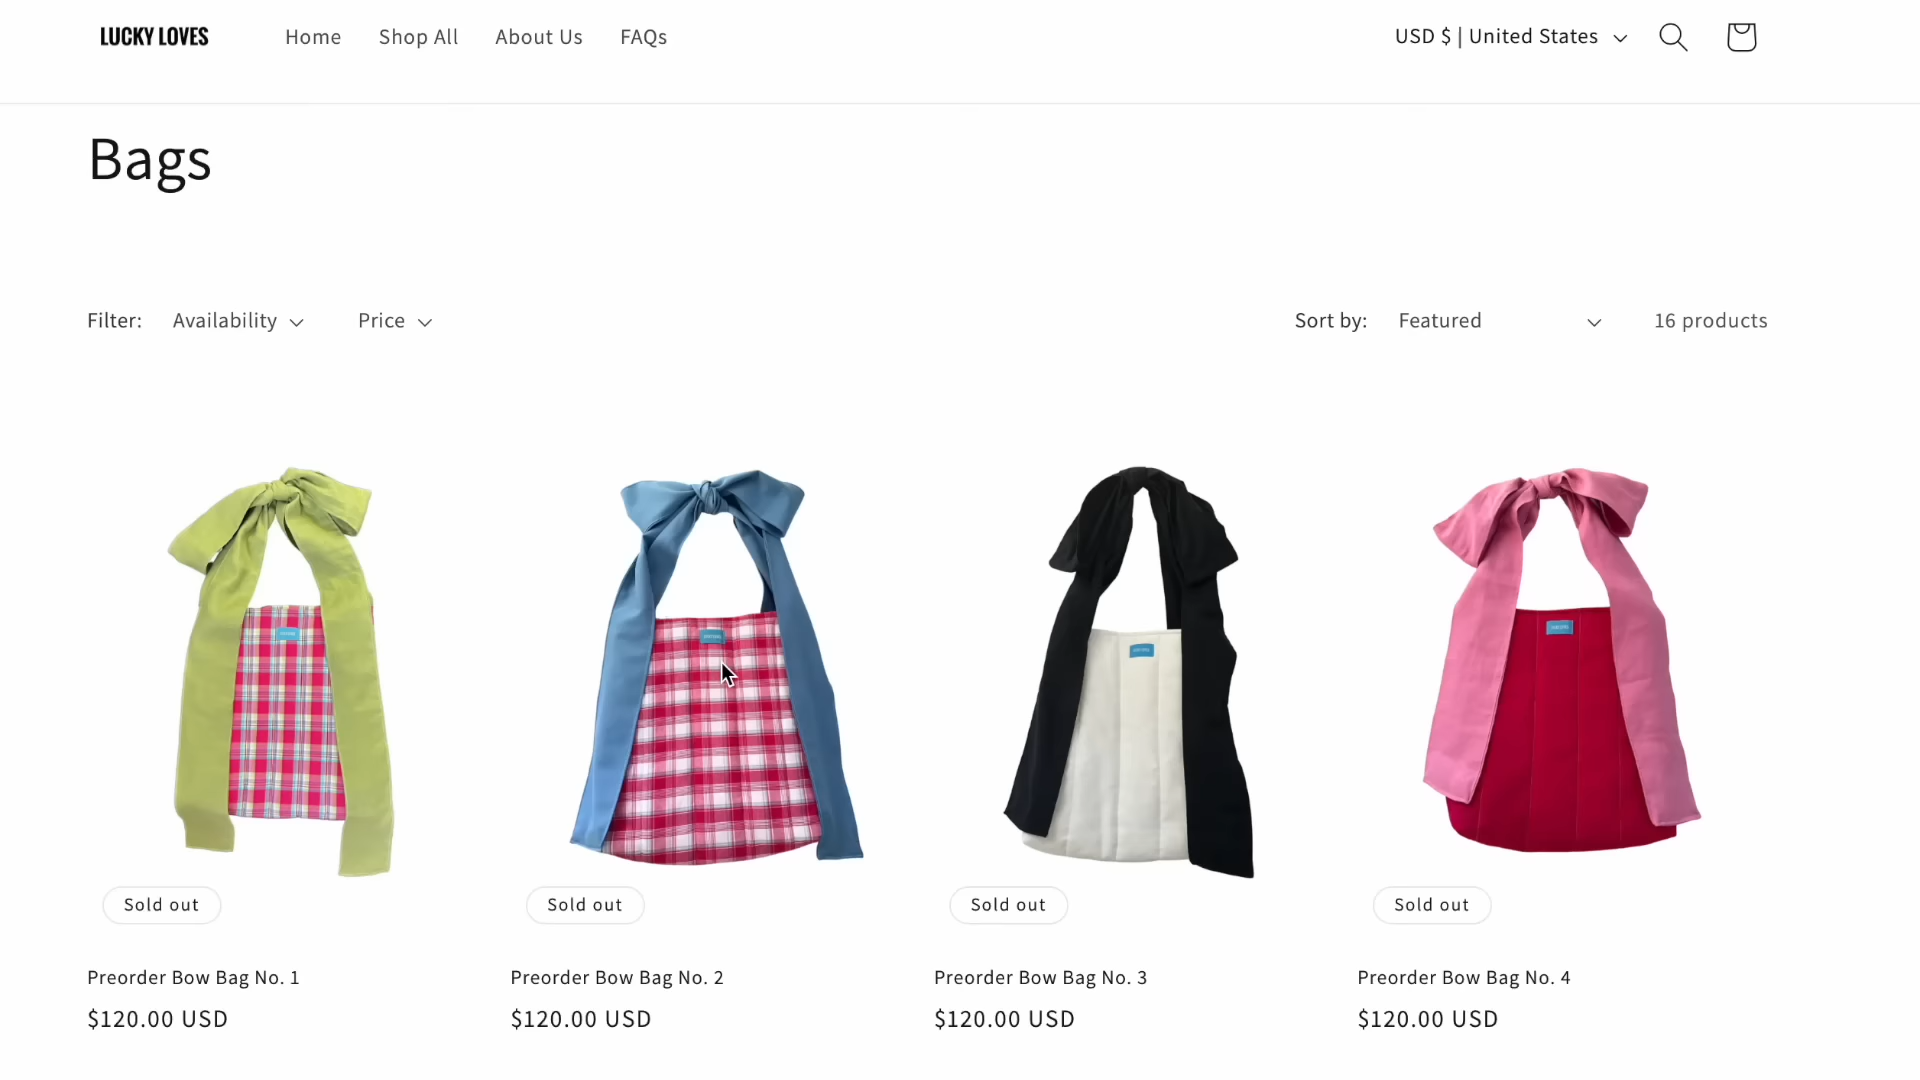 LUCKY LOVES Home Shop All About Us FAQs USD $ | United States
Bags
Filter: Availability Price Sort by: Featured 16 products
Sold out Sold out Sold out Sold out
Preorder Bow Bag No. 1 Preorder Bow Bag No. 2 Preorder Bow Bag No. 3 Preorder Bow Bag No. 4
$120.00 USD $120.00 USD $120.00 USD $120.00 USD